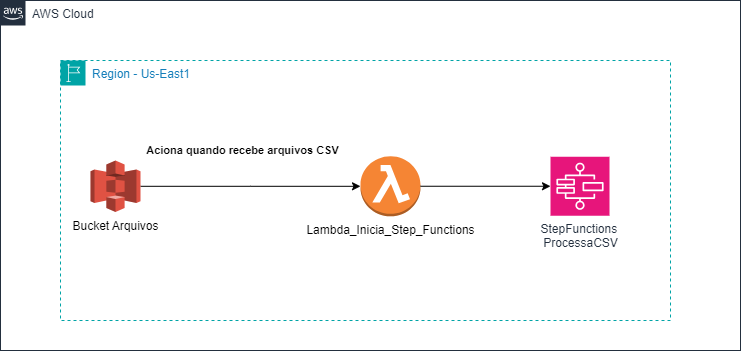 aws
AWS Cloud
Region - Us-East1
Aciona quando recebe arquivos CSV
Bucket Arquivos
Lambda_Inicia_Step_Functions
StepFunctions
ProcessaCSV